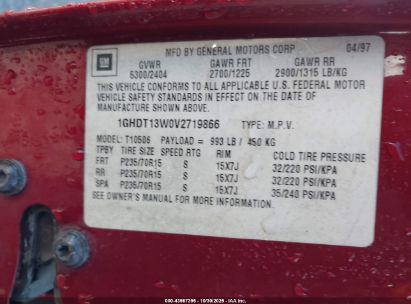 MFD BY GENERAL MOTORS CORP 04/97
GM
GVWR GAWR FRT GAWR RR
5300/2404 2700/1225 2900/1315 LB/KG
THIS VEHICLE CONFORMS TO ALL APPLICABLE U.S. FEDERAL MOTOR
VEHICLE SAFETY STANDARDS IN EFFECT ON THE DATE OF
MANUFACTURE SHOWN ABOVE.
1GHDT13W0V2719866 TYPE: M.P.V.
MODEL: T10506 PAYLOAD = 993 LB / 450 KG
TPBY TIRE SIZE SPEED RTG RIM COLD TIRE PRESSURE
FRT P235/70R15 S 15X7J 32/220 PSI/KPA
RR P235/70R15 S 15X7J 32/220 PSI/KPA
SPA P235/70R15 S 15X7J 35/240 PSI/KPA
SEE OWNER'S MANUAL FOR MORE INFORMATION.